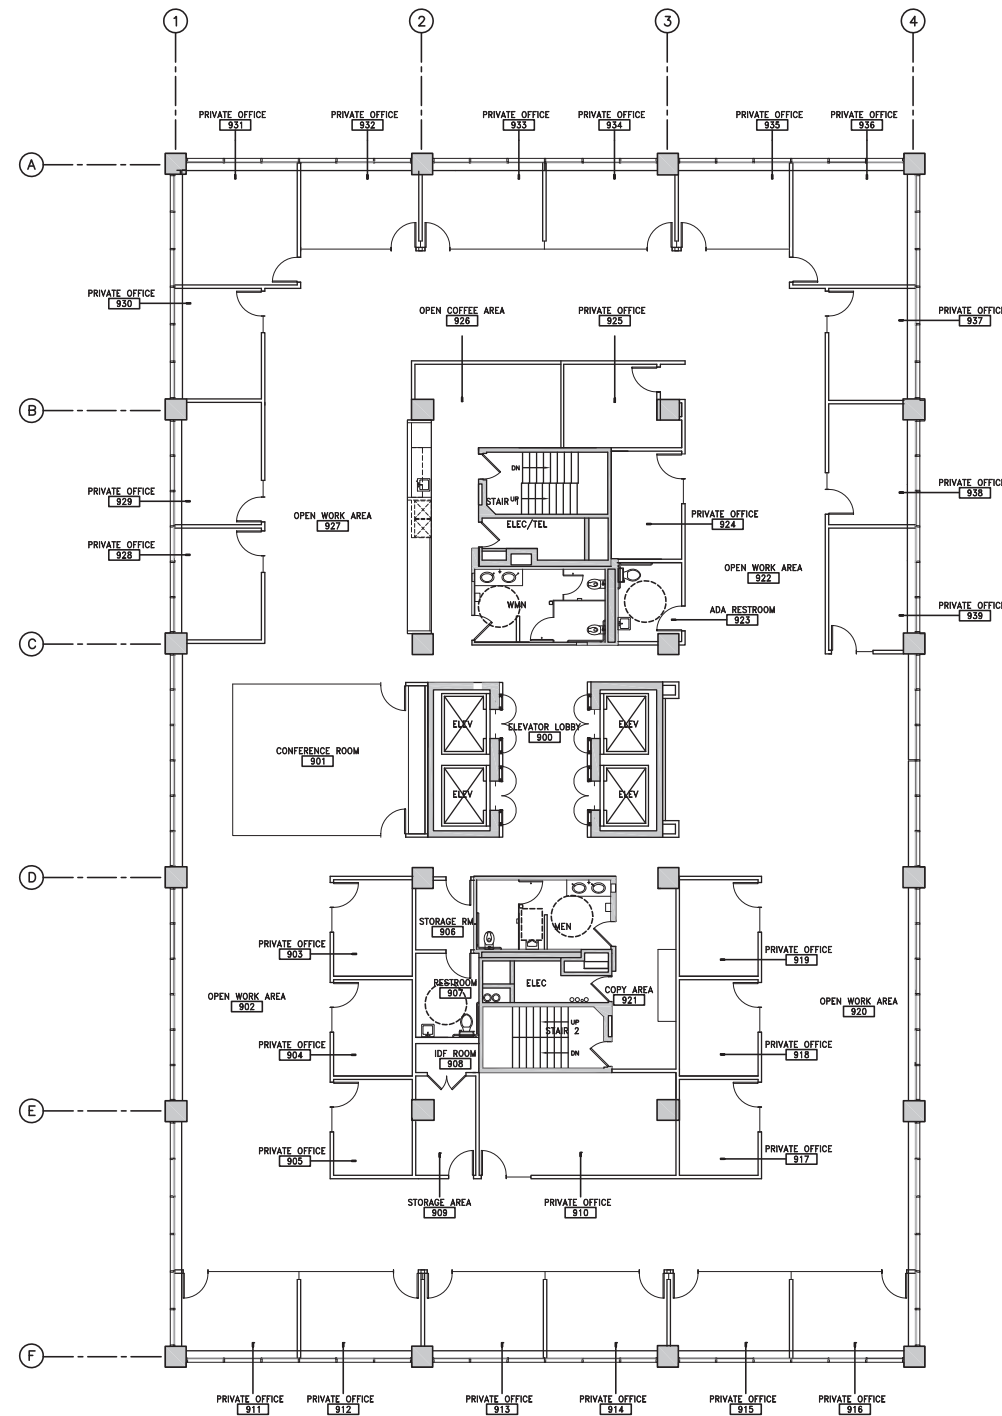 1 2 3 4
PRIVATE OFFICE
931
PRIVATE OFFICE
932
PRIVATE OFFICE
933
PRIVATE OFFICE
934
PRIVATE OFFICE
935
PRIVATE OFFICE
936
A
PRIVATE OFFICE
930
OPEN COFFEE AREA
926
PRIVATE OFFICE
925
PRIVATE OFFICE
937
B
DN
PRIVATE OFFICE
929
OPEN WORK AREA
927
STAIR UP
ELEC/TEL
PRIVATE OFFICE
924
PRIVATE OFFICE
938
PRIVATE OFFICE
928
OPEN WORK AREA
922
WMN
ADA RESTROOM
923
PRIVATE OFFICE
939
C
ELEV
ELEVATOR LOBBY
900
ELEV
CONFERENCE ROOM
901
ELEV
ELEV
D
STORAGE RM.
906
MEN
PRIVATE OFFICE
903
PRIVATE OFFICE
919
RESTROOM
907
ELEC
COPY AREA
921
OPEN WORK AREA
902
OPEN WORK AREA
920
UP
STAIR 2
DN
PRIVATE OFFICE
904
IDF ROOM
908
PRIVATE OFFICE
918
E
PRIVATE OFFICE
905
PRIVATE OFFICE
917
STORAGE AREA
909
PRIVATE OFFICE
910
F
PRIVATE OFFICE
911
PRIVATE OFFICE
912
PRIVATE OFFICE
913
PRIVATE OFFICE
914
PRIVATE OFFICE
915
PRIVATE OFFICE
916